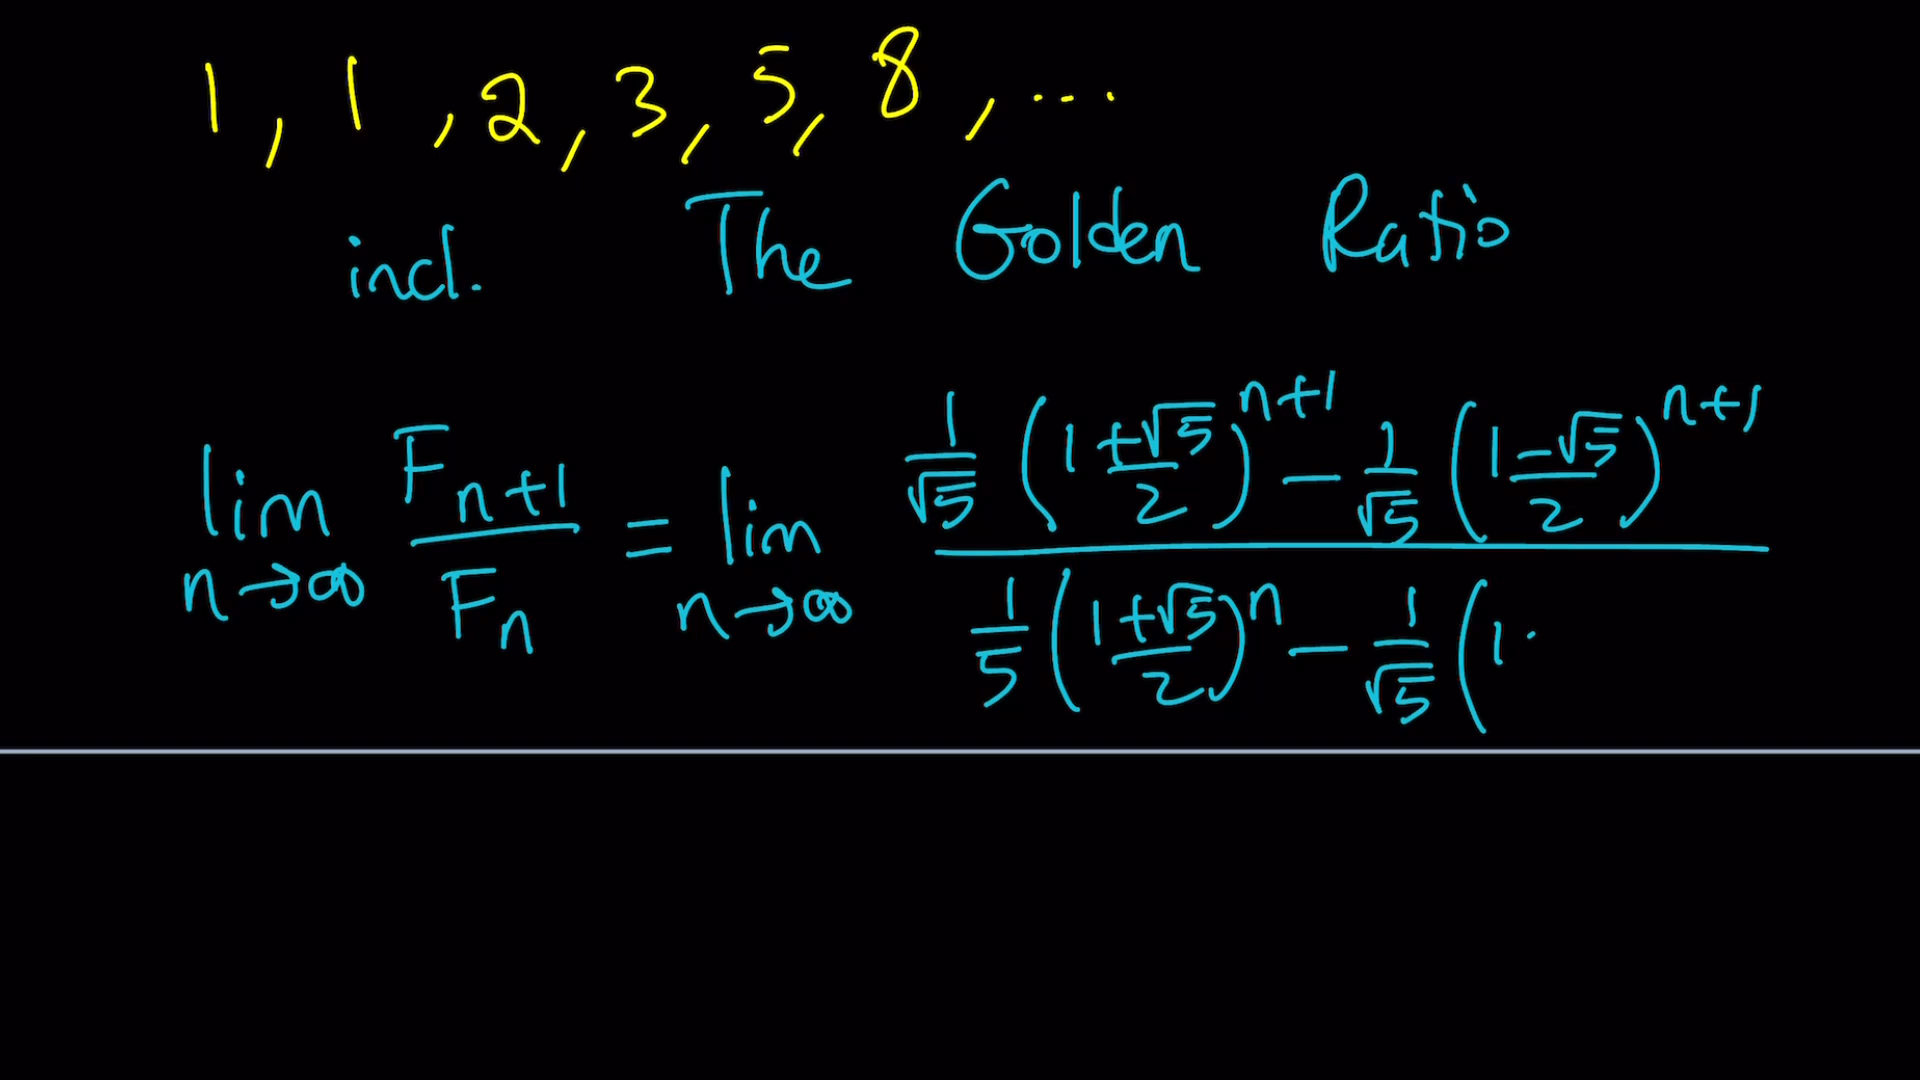 1, 1, 2, 3, 5, 8, ...
incl. The Golden Ratio
lim_{n→∞} F_{n+1}/F_n = lim_{n→∞} (1/√5 ((1+√5)/2)^{n+1} − 1/√5 ((1−√5)/2)^{n+1}) / (1/5 ((1+√5)/2)^n − 1/√5 (1·